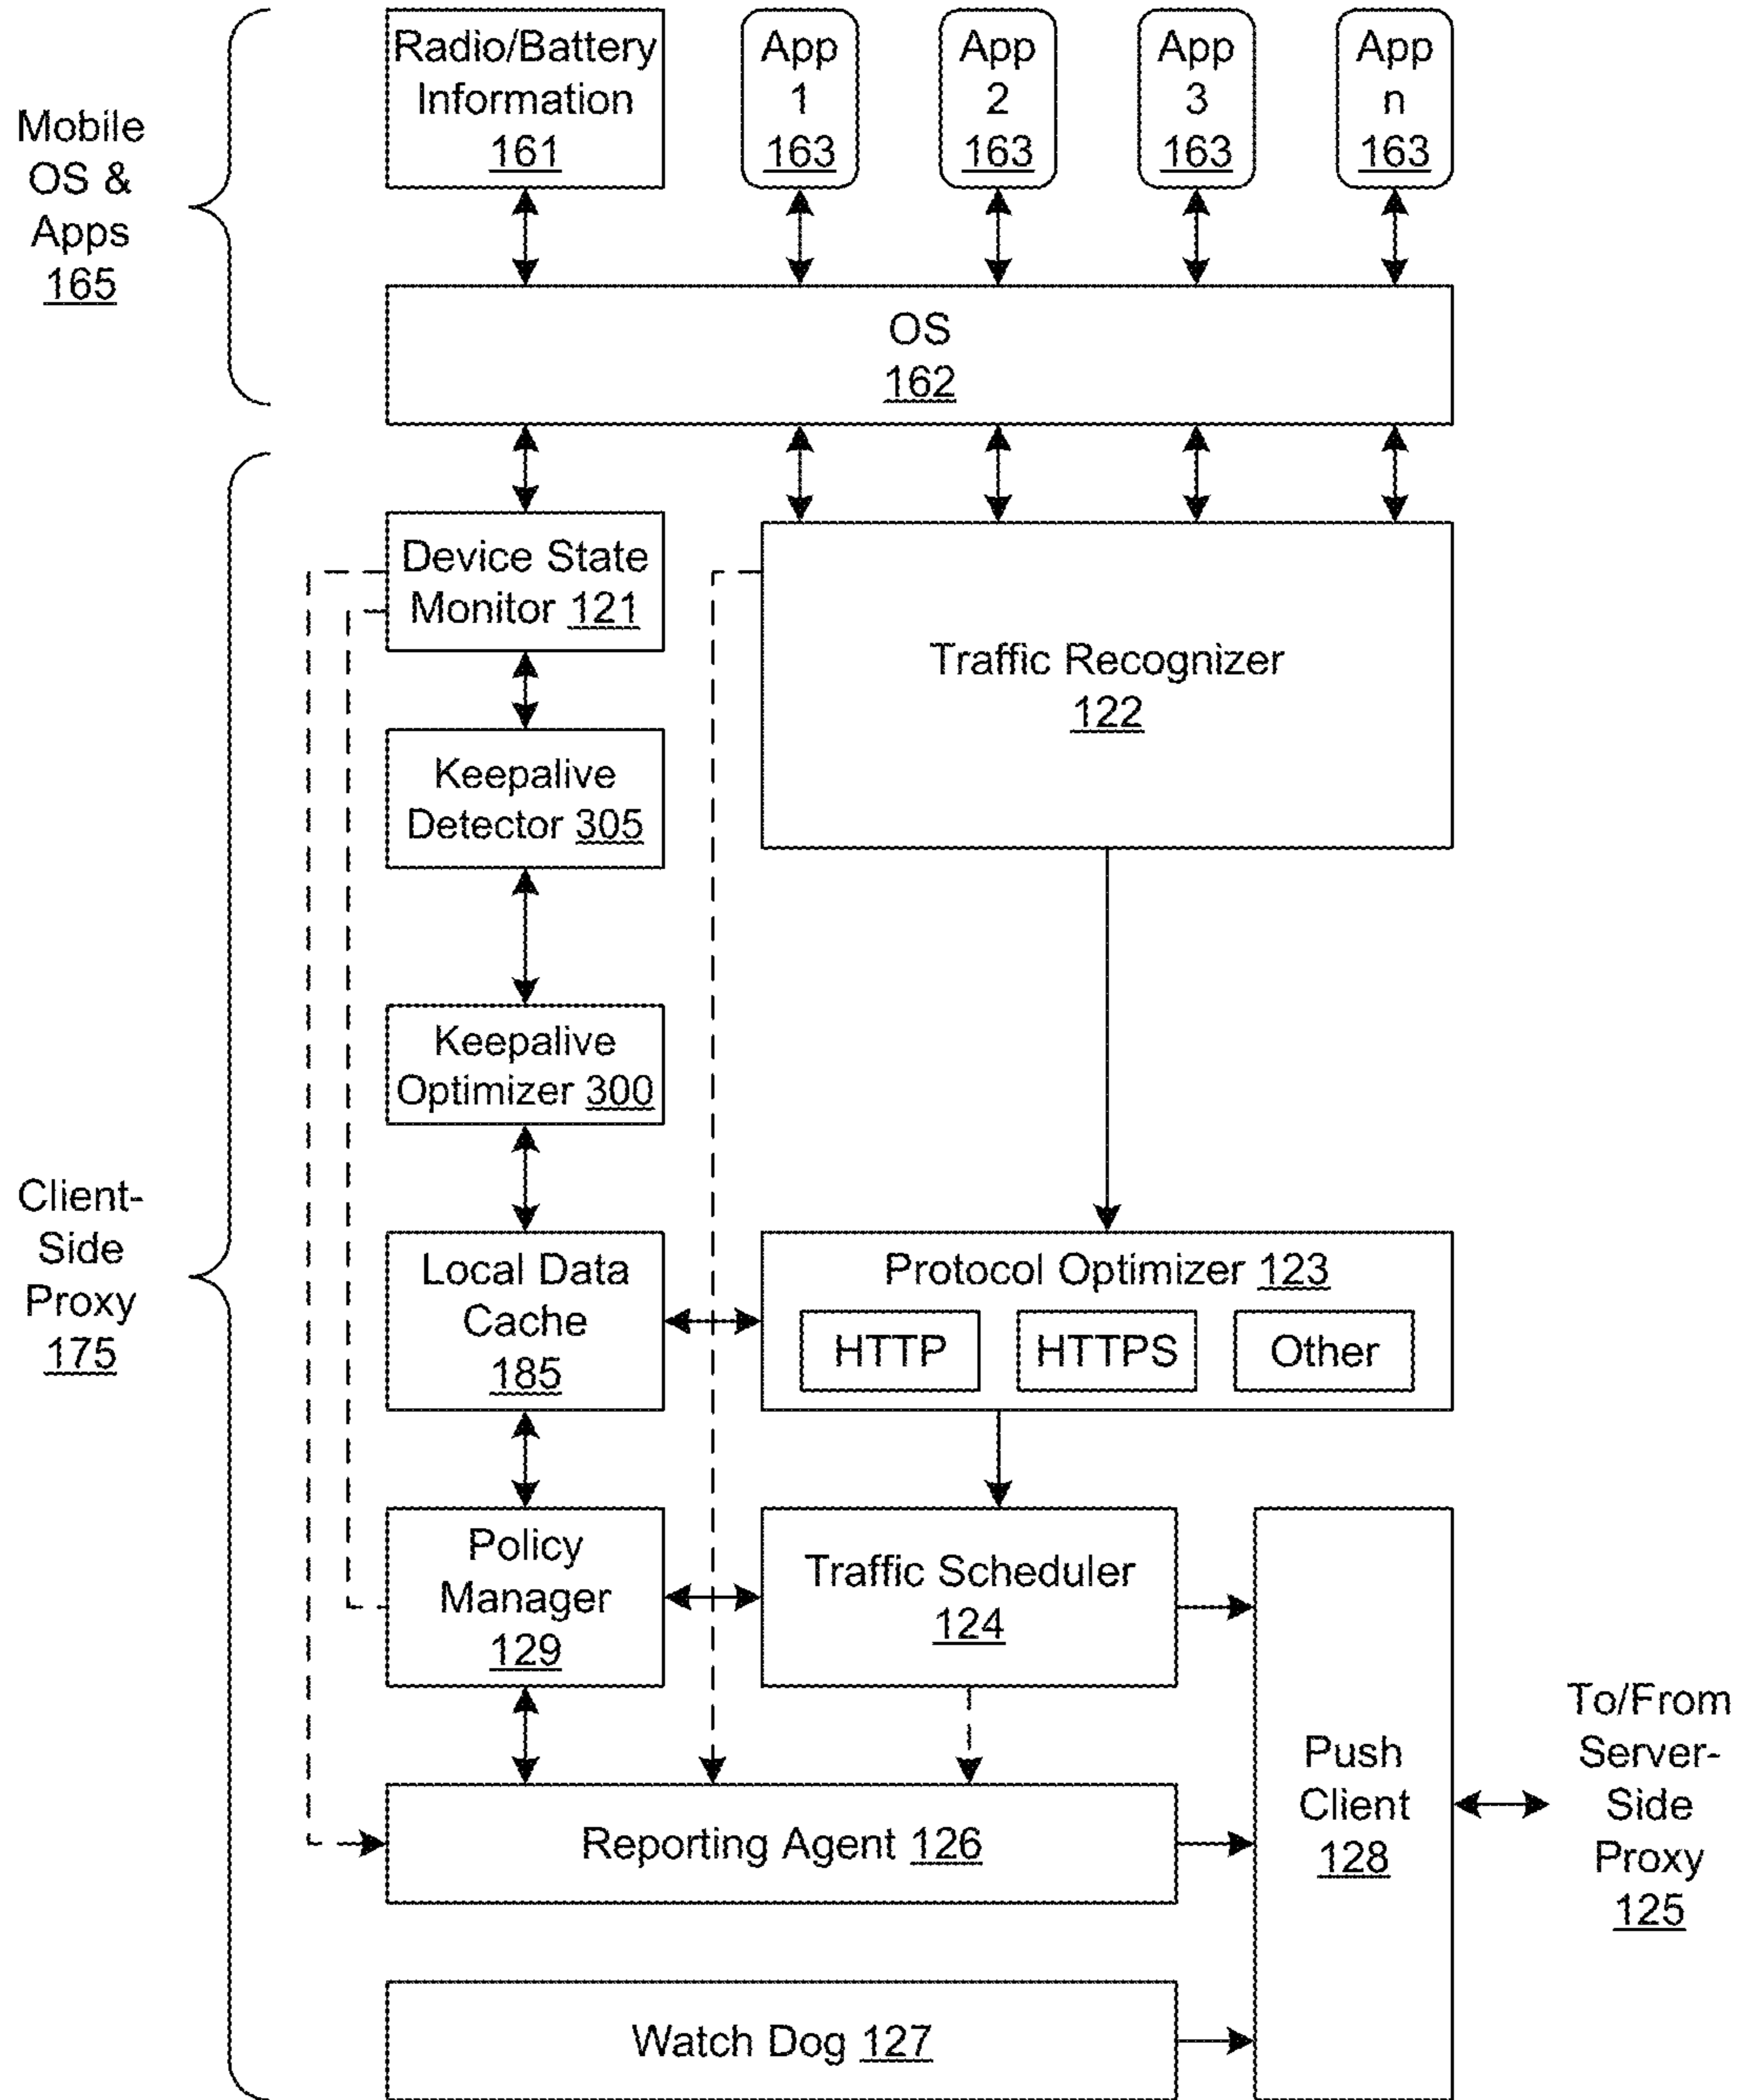 Mobile
OS &
Apps
165
Radio/Battery
Information
161
App
1
163
App
2
163
App
3
163
App
n
163
OS
162
Client-
Side
Proxy
175
Device State
Monitor 121
Traffic Recognizer
122
Keepalive
Detector 305
Keepalive
Optimizer 300
Local Data
Cache
185
Protocol Optimizer 123
HTTP
HTTPS
Other
Policy
Manager
129
Traffic Scheduler
124
Reporting Agent 126
Watch Dog 127
Push
Client
128
To/From
Server-
Side
Proxy
125